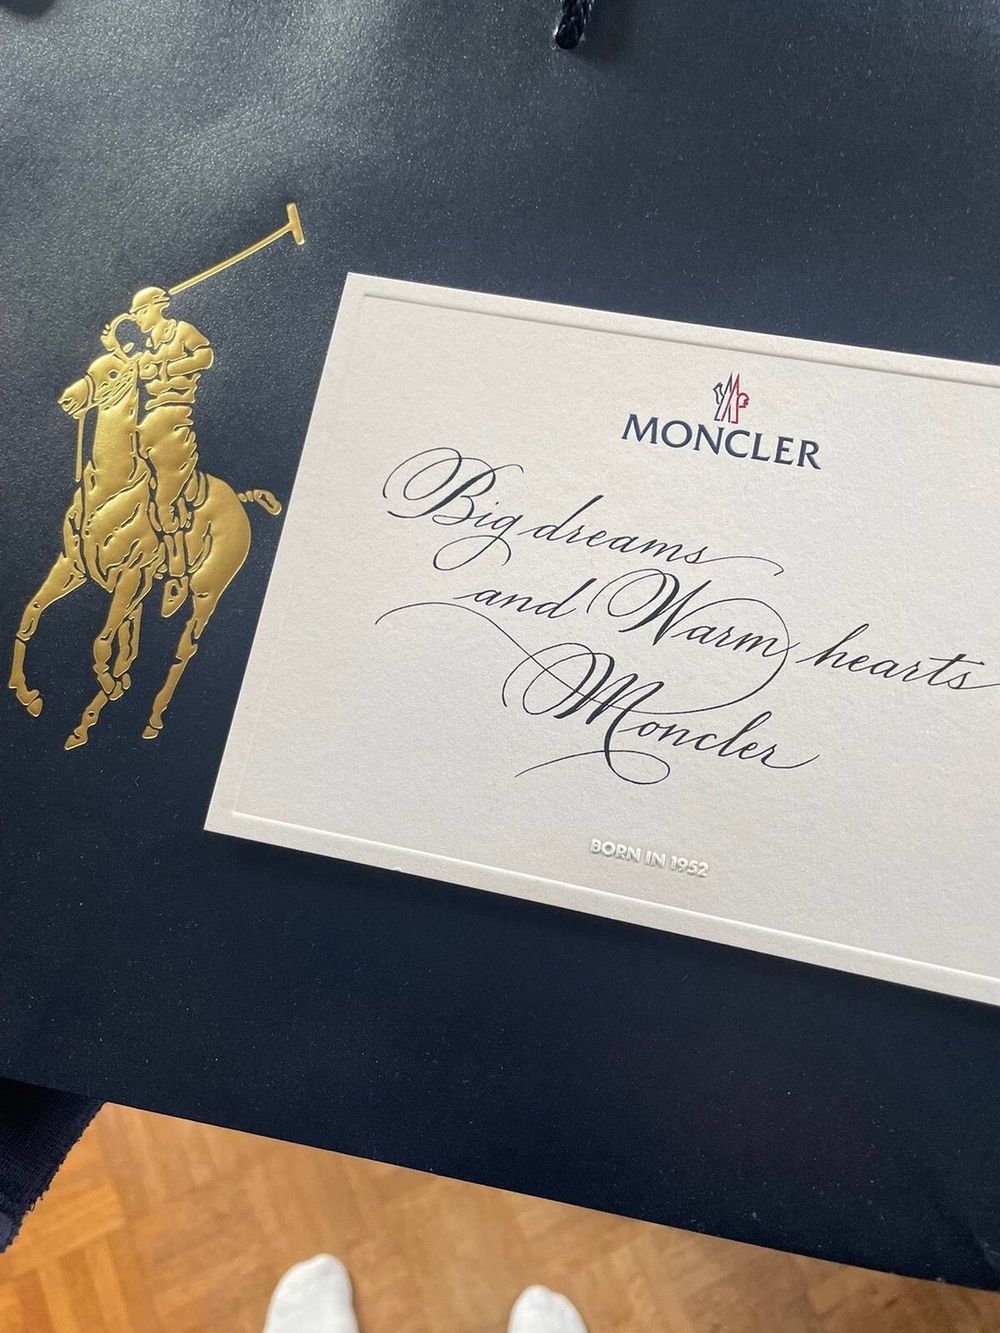 MONCLER
Big dreams
and Warm hearts
Moncler
BORN IN 1952